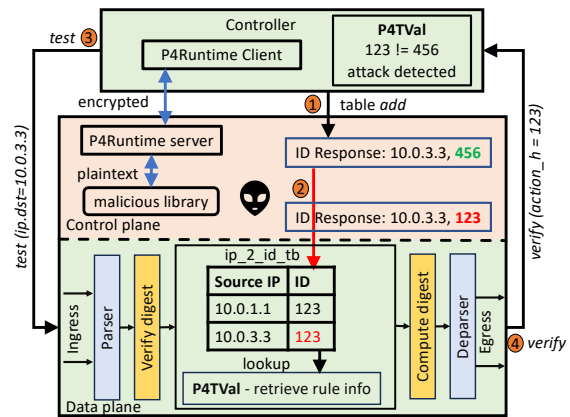 Controller
test 3
P4Runtime Client
P4TVal
123 != 456
attack detected
encrypted
1 table add
P4Runtime server
plaintext
malicious library
Control plane
ID Response: 10.0.3.3, 456
2
ID Response: 10.0.3.3, 123
test (ip.dst=10.0.3.3)
verify (action_h = 123)
ip_2_id_tb
Source IP ID
10.0.1.1 123
10.0.3.3 123
lookup
P4TVal - retrieve rule info
Ingress
Parser
Verify digest
Compute digest
Deparser
Egress
4 verify
Data plane